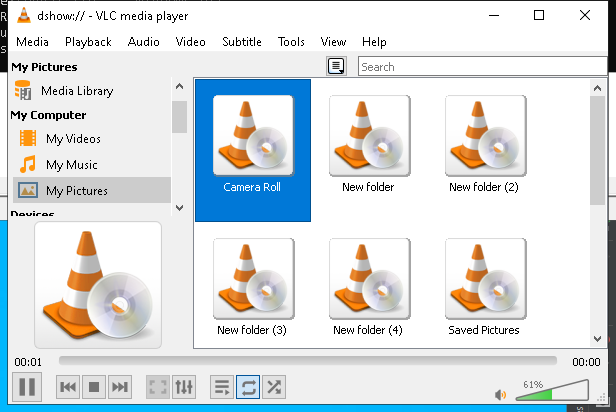 dshow:// - VLC media player
Media Playback Audio Video Subtitle Tools View Help
My Pictures
Search
Media Library
My Computer
My Videos
My Music
My Pictures
Devices
Camera Roll
New folder
New folder (2)
New folder (3)
New folder (4)
Saved Pictures
00:01
00:00
61%